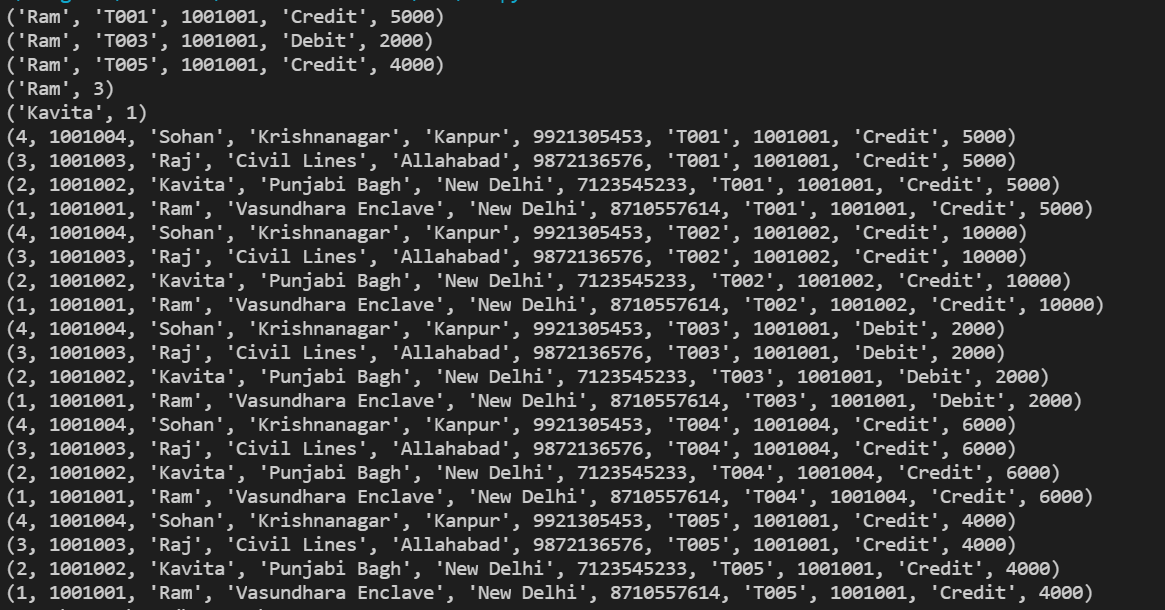 ('Ram', 'T001', 1001001, 'Credit', 5000)
('Ram', 'T003', 1001001, 'Debit', 2000)
('Ram', 'T005', 1001001, 'Credit', 4000)
('Ram', 3)
('Kavita', 1)
(4, 1001004, 'Sohan', 'Krishnanagar', 'Kanpur', 9921305453, 'T001', 1001001, 'Credit', 5000)
(3, 1001003, 'Raj', 'Civil Lines', 'Allahabad', 9872136576, 'T001', 1001001, 'Credit', 5000)
(2, 1001002, 'Kavita', 'Punjabi Bagh', 'New Delhi', 7123545233, 'T001', 1001001, 'Credit', 5000)
(1, 1001001, 'Ram', 'Vasundhara Enclave', 'New Delhi', 8710557614, 'T001', 1001001, 'Credit', 5000)
(4, 1001004, 'Sohan', 'Krishnanagar', 'Kanpur', 9921305453, 'T002', 1001002, 'Credit', 10000)
(3, 1001003, 'Raj', 'Civil Lines', 'Allahabad', 9872136576, 'T002', 1001002, 'Credit', 10000)
(2, 1001002, 'Kavita', 'Punjabi Bagh', 'New Delhi', 7123545233, 'T002', 1001002, 'Credit', 10000)
(1, 1001001, 'Ram', 'Vasundhara Enclave', 'New Delhi', 8710557614, 'T002', 1001002, 'Credit', 10000)
(4, 1001004, 'Sohan', 'Krishnanagar', 'Kanpur', 9921305453, 'T003', 1001001, 'Debit', 2000)
(3, 1001003, 'Raj', 'Civil Lines', 'Allahabad', 9872136576, 'T003', 1001001, 'Debit', 2000)
(2, 1001002, 'Kavita', 'Punjabi Bagh', 'New Delhi', 7123545233, 'T003', 1001001, 'Debit', 2000)
(1, 1001001, 'Ram', 'Vasundhara Enclave', 'New Delhi', 8710557614, 'T003', 1001001, 'Debit', 2000)
(4, 1001004, 'Sohan', 'Krishnanagar', 'Kanpur', 9921305453, 'T004', 1001004, 'Credit', 6000)
(3, 1001003, 'Raj', 'Civil Lines', 'Allahabad', 9872136576, 'T004', 1001004, 'Credit', 6000)
(2, 1001002, 'Kavita', 'Punjabi Bagh', 'New Delhi', 7123545233, 'T004', 1001004, 'Credit', 6000)
(1, 1001001, 'Ram', 'Vasundhara Enclave', 'New Delhi', 8710557614, 'T004', 1001004, 'Credit', 6000)
(4, 1001004, 'Sohan', 'Krishnanagar', 'Kanpur', 9921305453, 'T005', 1001001, 'Credit', 4000)
(3, 1001003, 'Raj', 'Civil Lines', 'Allahabad', 9872136576, 'T005', 1001001, 'Credit', 4000)
(2, 1001002, 'Kavita', 'Punjabi Bagh', 'New Delhi', 7123545233, 'T005', 1001001, 'Credit', 4000)
(1, 1001001, 'Ram', 'Vasundhara Enclave', 'New Delhi', 8710557614, 'T005', 1001001, 'Credit', 4000)